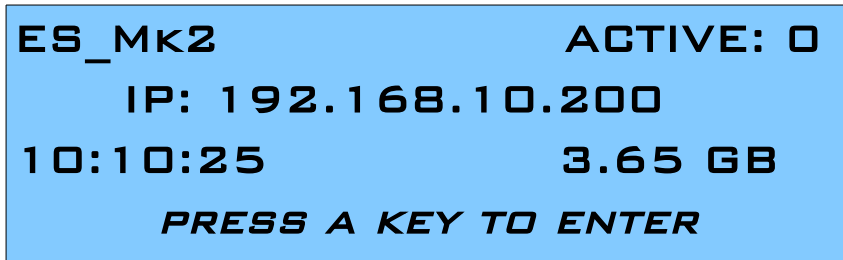 ES_Mk2 ACTIVE: 0
IP: 192.168.10.200
10:10:25 3.65 GB
PRESS A KEY TO ENTER